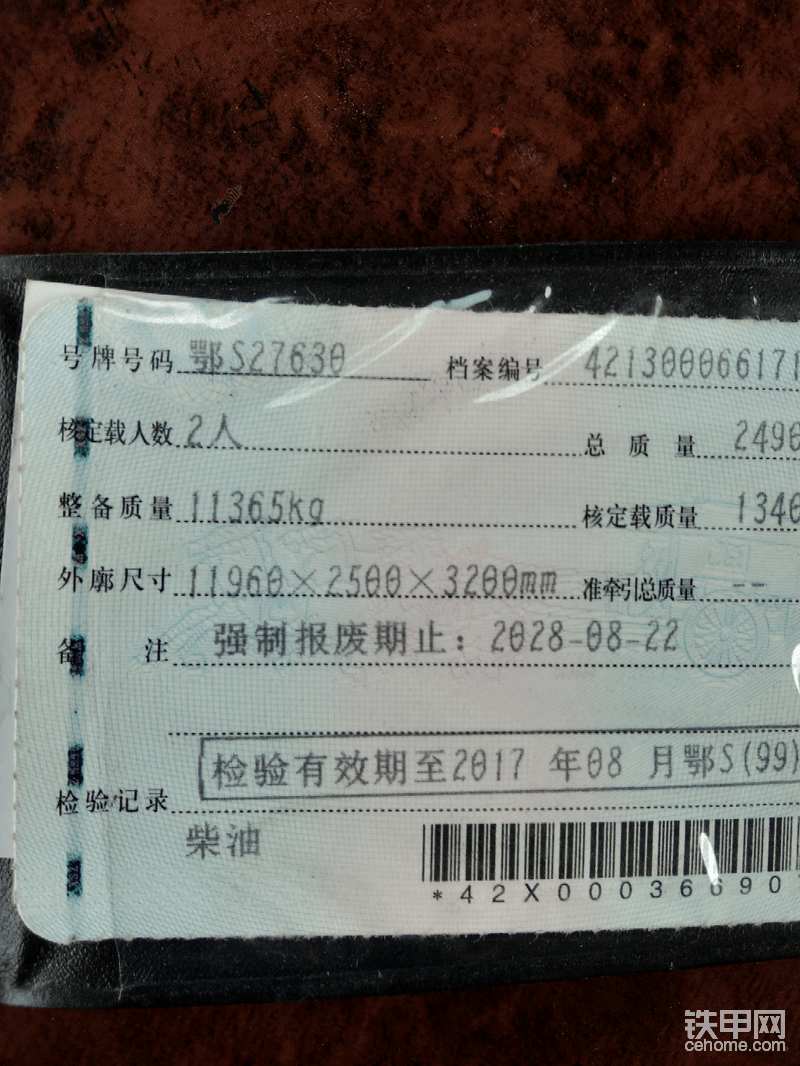 号牌号码 鄂S27630 档案编号 421300066171
核定载人数 2人 总质量 2490
整备质量 11365kg 核定载质量 1340
外廓尺寸 11960×2500×3200mm 准牵引总质量 --
备注 强制报废期止：2028-08-22
检验记录 检验有效期至2017 年08 月鄂S(99)
柴油
*42X000366907
铁甲网
cehome.com